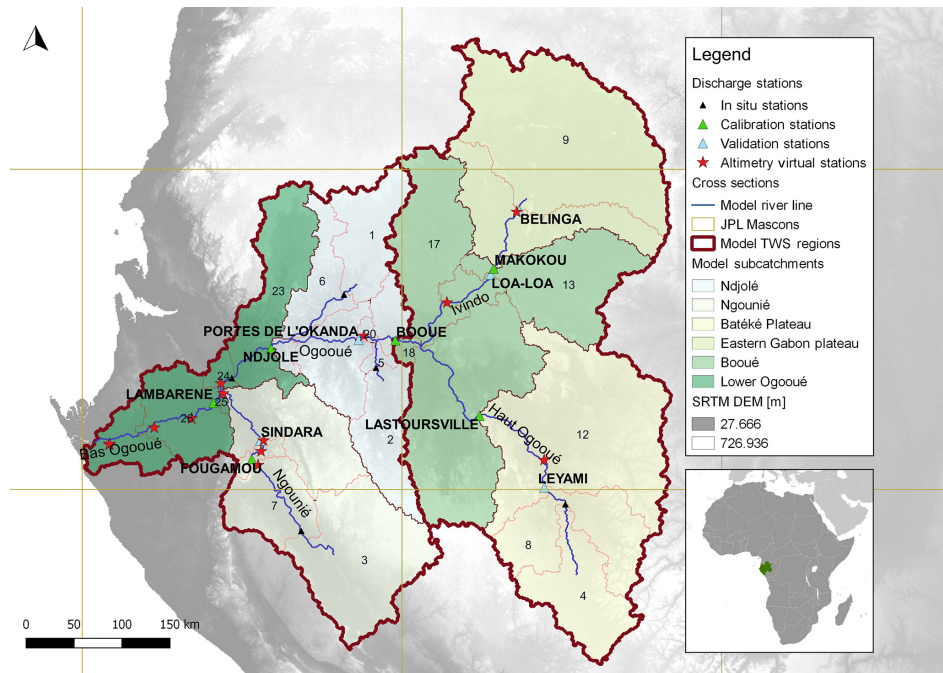 Legend
Discharge stations
In situ stations
Calibration stations
Validation stations
Altimetry virtual stations
Cross sections
Model river line
JPL Mascons
Model TWS regions
Model subcatchments
Ndjolé
Ngounié
Batéké Plateau
Eastern Gabon plateau
Booué
Lower Ogooué
SRTM DEM [m]
27.666
726.936
9
BELINGA
1
17
MAKOKOU
LOA-LOA
13
6
23
Ivindo
PORTES DE L'OKANDA
20
BOOUE
Ogooué
18
NDJOLE
5
24
LAMBARENE
25
LASTOURSVILLE
Haut Ogooué
12
Bas Ogooué
SINDARA
2
FOUGAMOU
LEYAMI
Ngounié
7
8
3
4
0 50 100 150 km